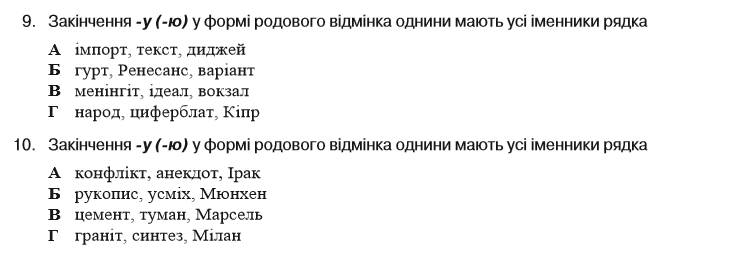 9. Закінчення -у (-ю) у формі родового відмінка однини мають усі іменники рядка
А імпорт, текст, диджей
Б гурт, Ренесанс, варіант
В менінгіт, ідеал, вокзал
Г народ, циферблат, Кіпр
10. Закінчення -у (-ю) у формі родового відмінка однини мають усі іменники рядка
А конфлікт, анекдот, Ірак
Б рукопис, усміх, Мюнхен
В цемент, туман, Марсель
Г граніт, синтез, Мілан